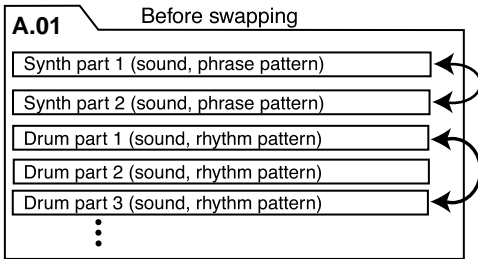 A.01
Before swapping
Synth part 1 (sound, phrase pattern)
Synth part 2 (sound, phrase pattern)
Drum part 1 (sound, rhythm pattern)
Drum part 2 (sound, rhythm pattern)
Drum part 3 (sound, rhythm pattern)